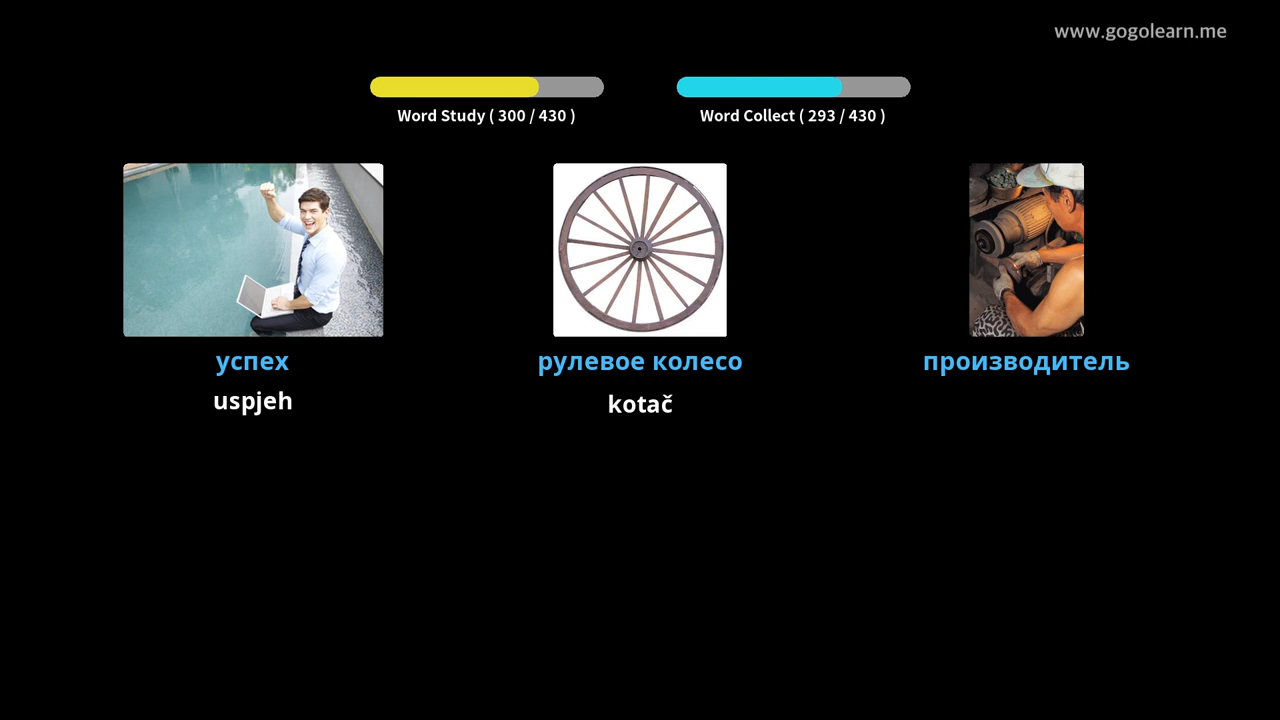 www.gogolearn.me
Word Study ( 300 / 430 )
Word Collect ( 293 / 430 )
успех
рулевое колесо
производитель
uspjeh
kotač